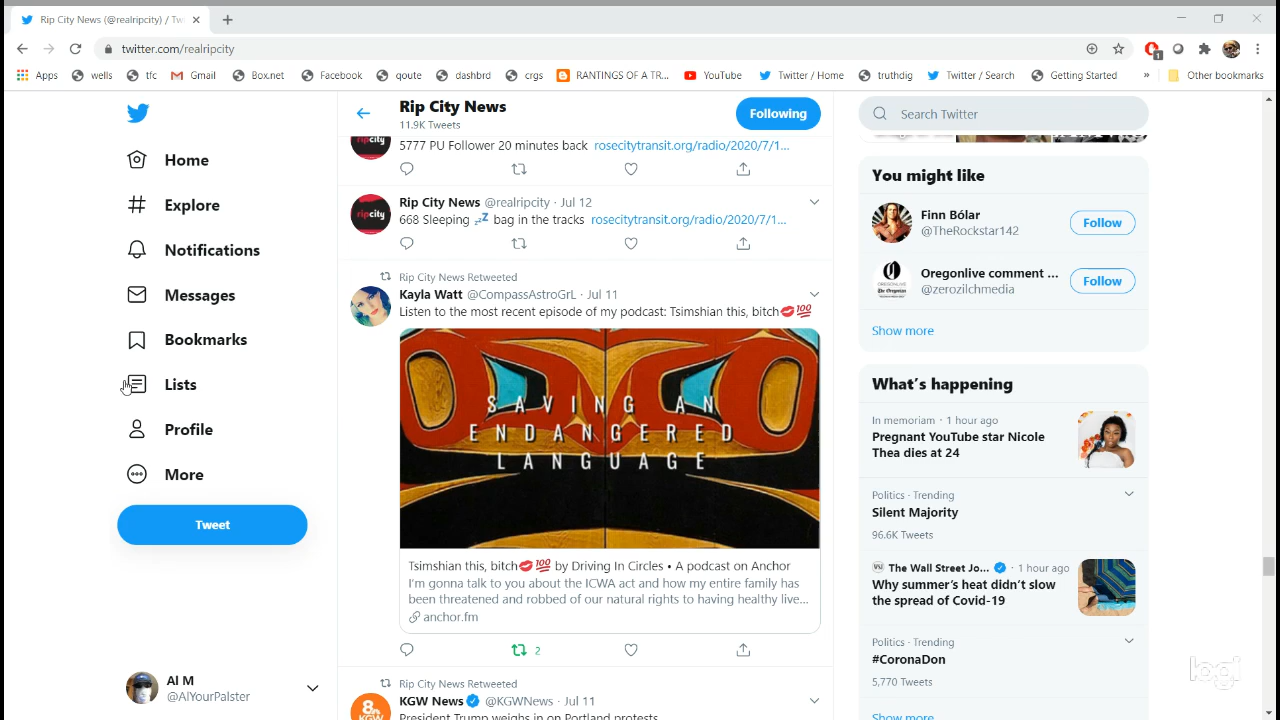 Rip City News (@realripcity) / Tw
twitter.com/realripcity
1
Apps
wells
tfc
Gmail
Box.net
Facebook
qoute
dashbrd
crgs
RANTINGS OF A TR...
YouTube
Twitter / Home
truthdig
Twitter / Search
Getting Started
»
Other bookmarks
Home
Explore
Notifications
Messages
Bookmarks
Lists
Profile
More
Tweet
Al M
@AlYourPalster
Rip City News
11.9K Tweets
Following
ripcity
5777 PU Follower 20 minutes back rosecitytransit.org/radio/2020/7/1...
Rip City News @realripcity · Jul 12
ripcity
668 Sleeping 💤 bag in the tracks rosecitytransit.org/radio/2020/7/1...
Rip City News Retweeted
Kayla Watt @CompassAstroGrL · Jul 11
Listen to the most recent episode of my podcast: Tsimshian this, bitch💋💯
SAVING AN
ENDANGERED
LANGUAGE
Tsimshian this, bitch💋💯 by Driving In Circles • A podcast on Anchor
I'm gonna talk to you about the ICWA act and how my entire family has
been threatened and robbed of our natural rights to having healthy live...
anchor.fm
2
Rip City News Retweeted
KGW News @KGWNews · Jul 11
8
KGW
President Trump weighs in on Portland protests
Search Twitter
You might like
Finn Bólar
@TheRockstar142
Follow
Oregonlive comment ...
@zerozilchmedia
Follow
Show more
What's happening
In memoriam · 1 hour ago
Pregnant YouTube star Nicole
Thea dies at 24
Politics · Trending
Silent Majority
96.6K Tweets
WSJ The Wall Street Jo... · 1 hour ago
Why summer's heat didn't slow
the spread of Covid-19
Politics · Trending
#CoronaDon
5,770 Tweets
Show more
logi